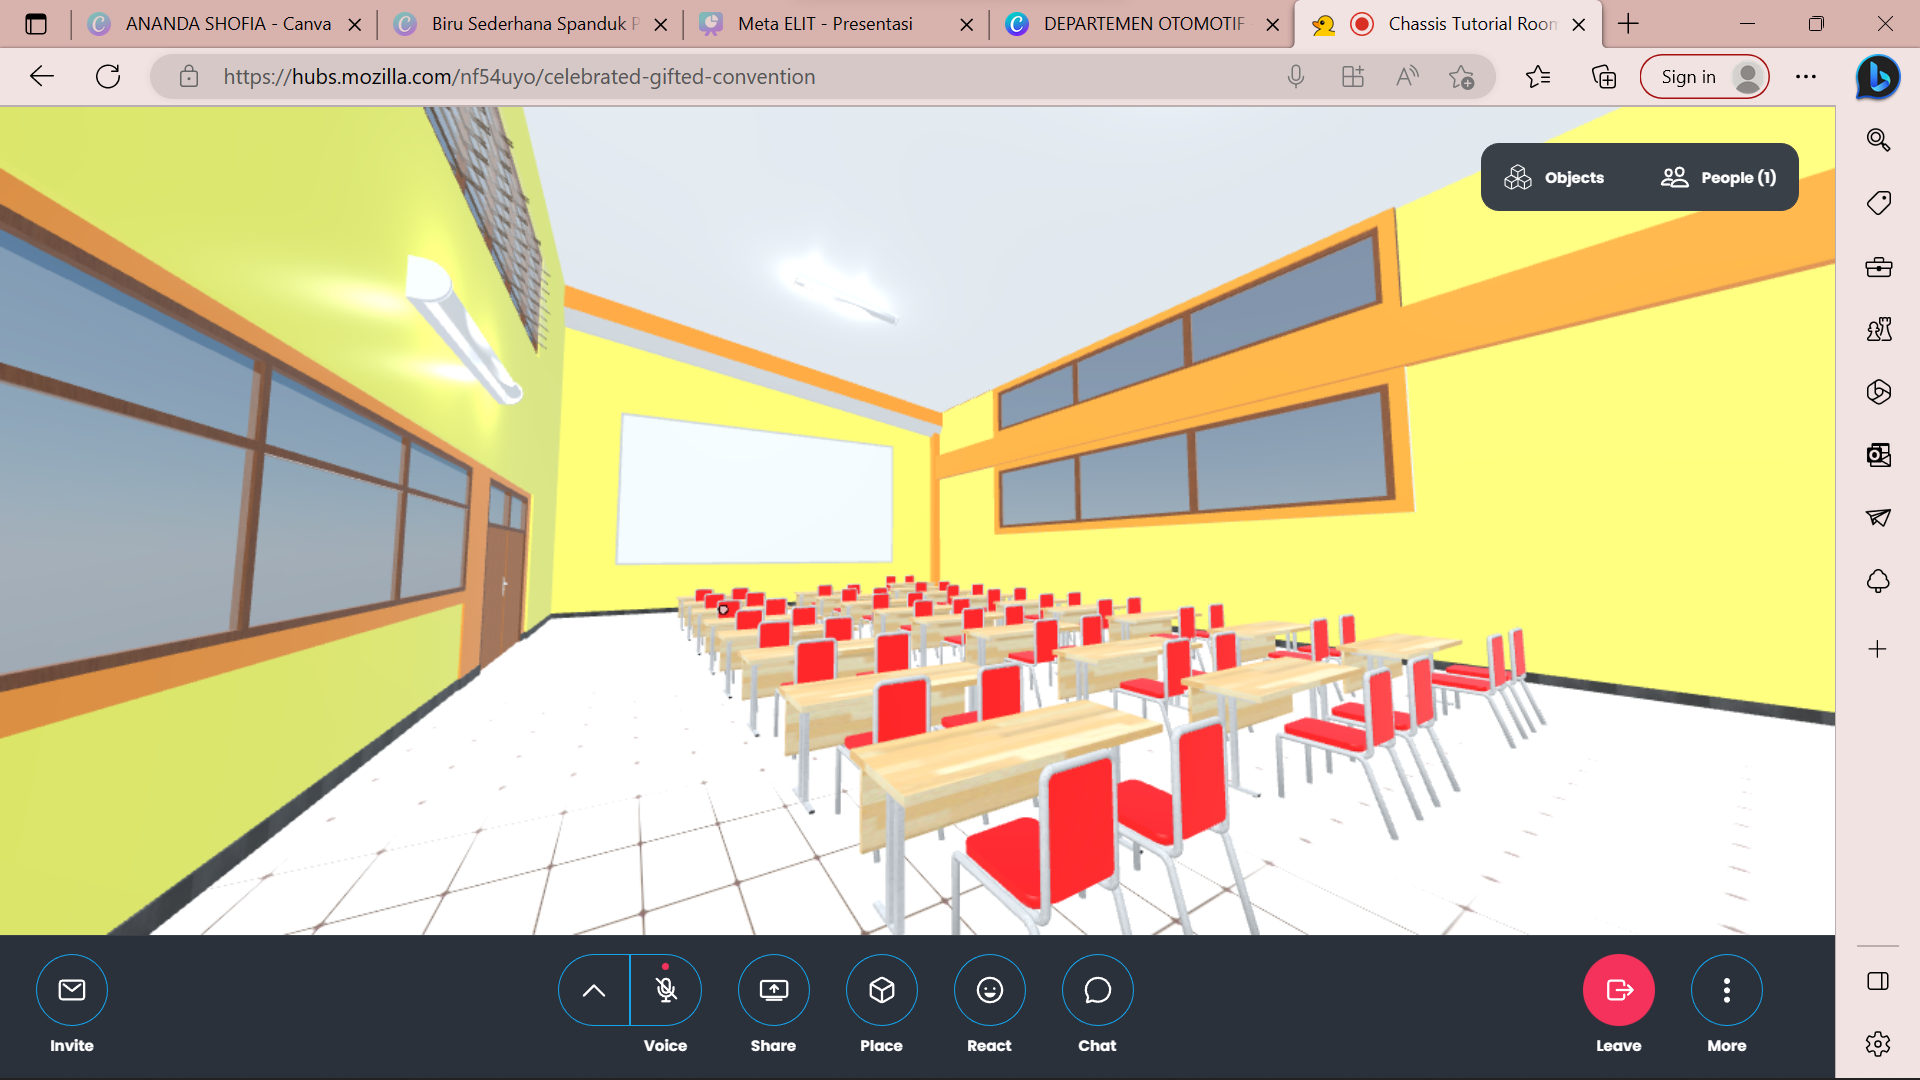 ANANDA SHOFIA - Canva
Biru Sederhana Spanduk P
Meta ELIT - Presentasi
DEPARTEMEN OTOMOTIF
Chassis Tutorial Room
https://hubs.mozilla.com/nf54uyo/celebrated-gifted-convention
Sign in
Objects
People (1)
Invite
Voice
Share
Place
React
Chat
Leave
More